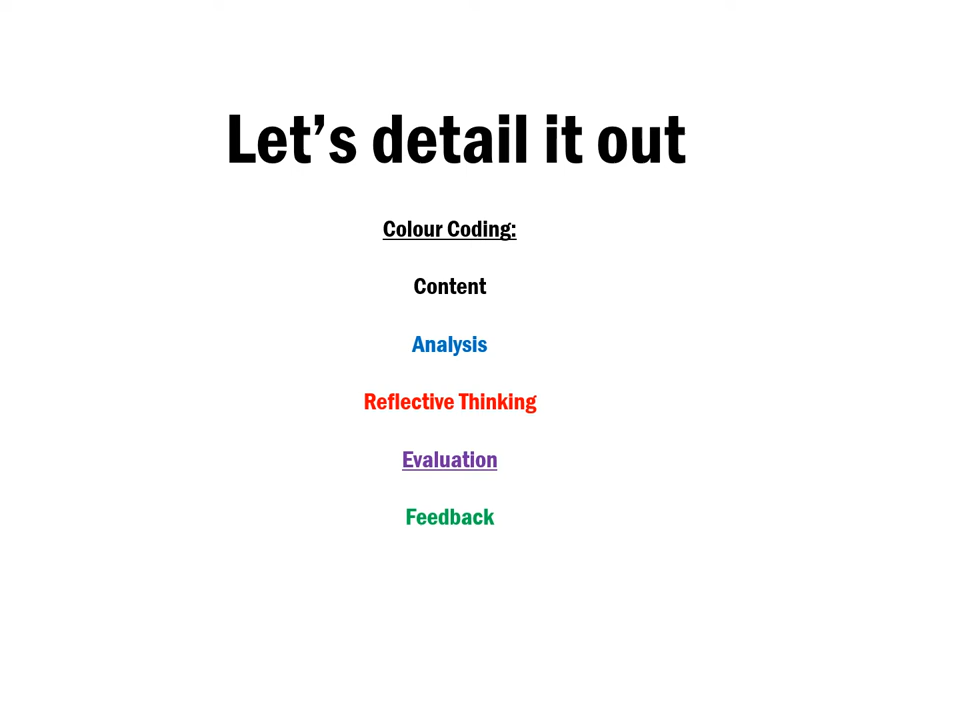 Let’s detail it out
Colour Coding:
Content
Analysis
Reflective Thinking
Evaluation
Feedback